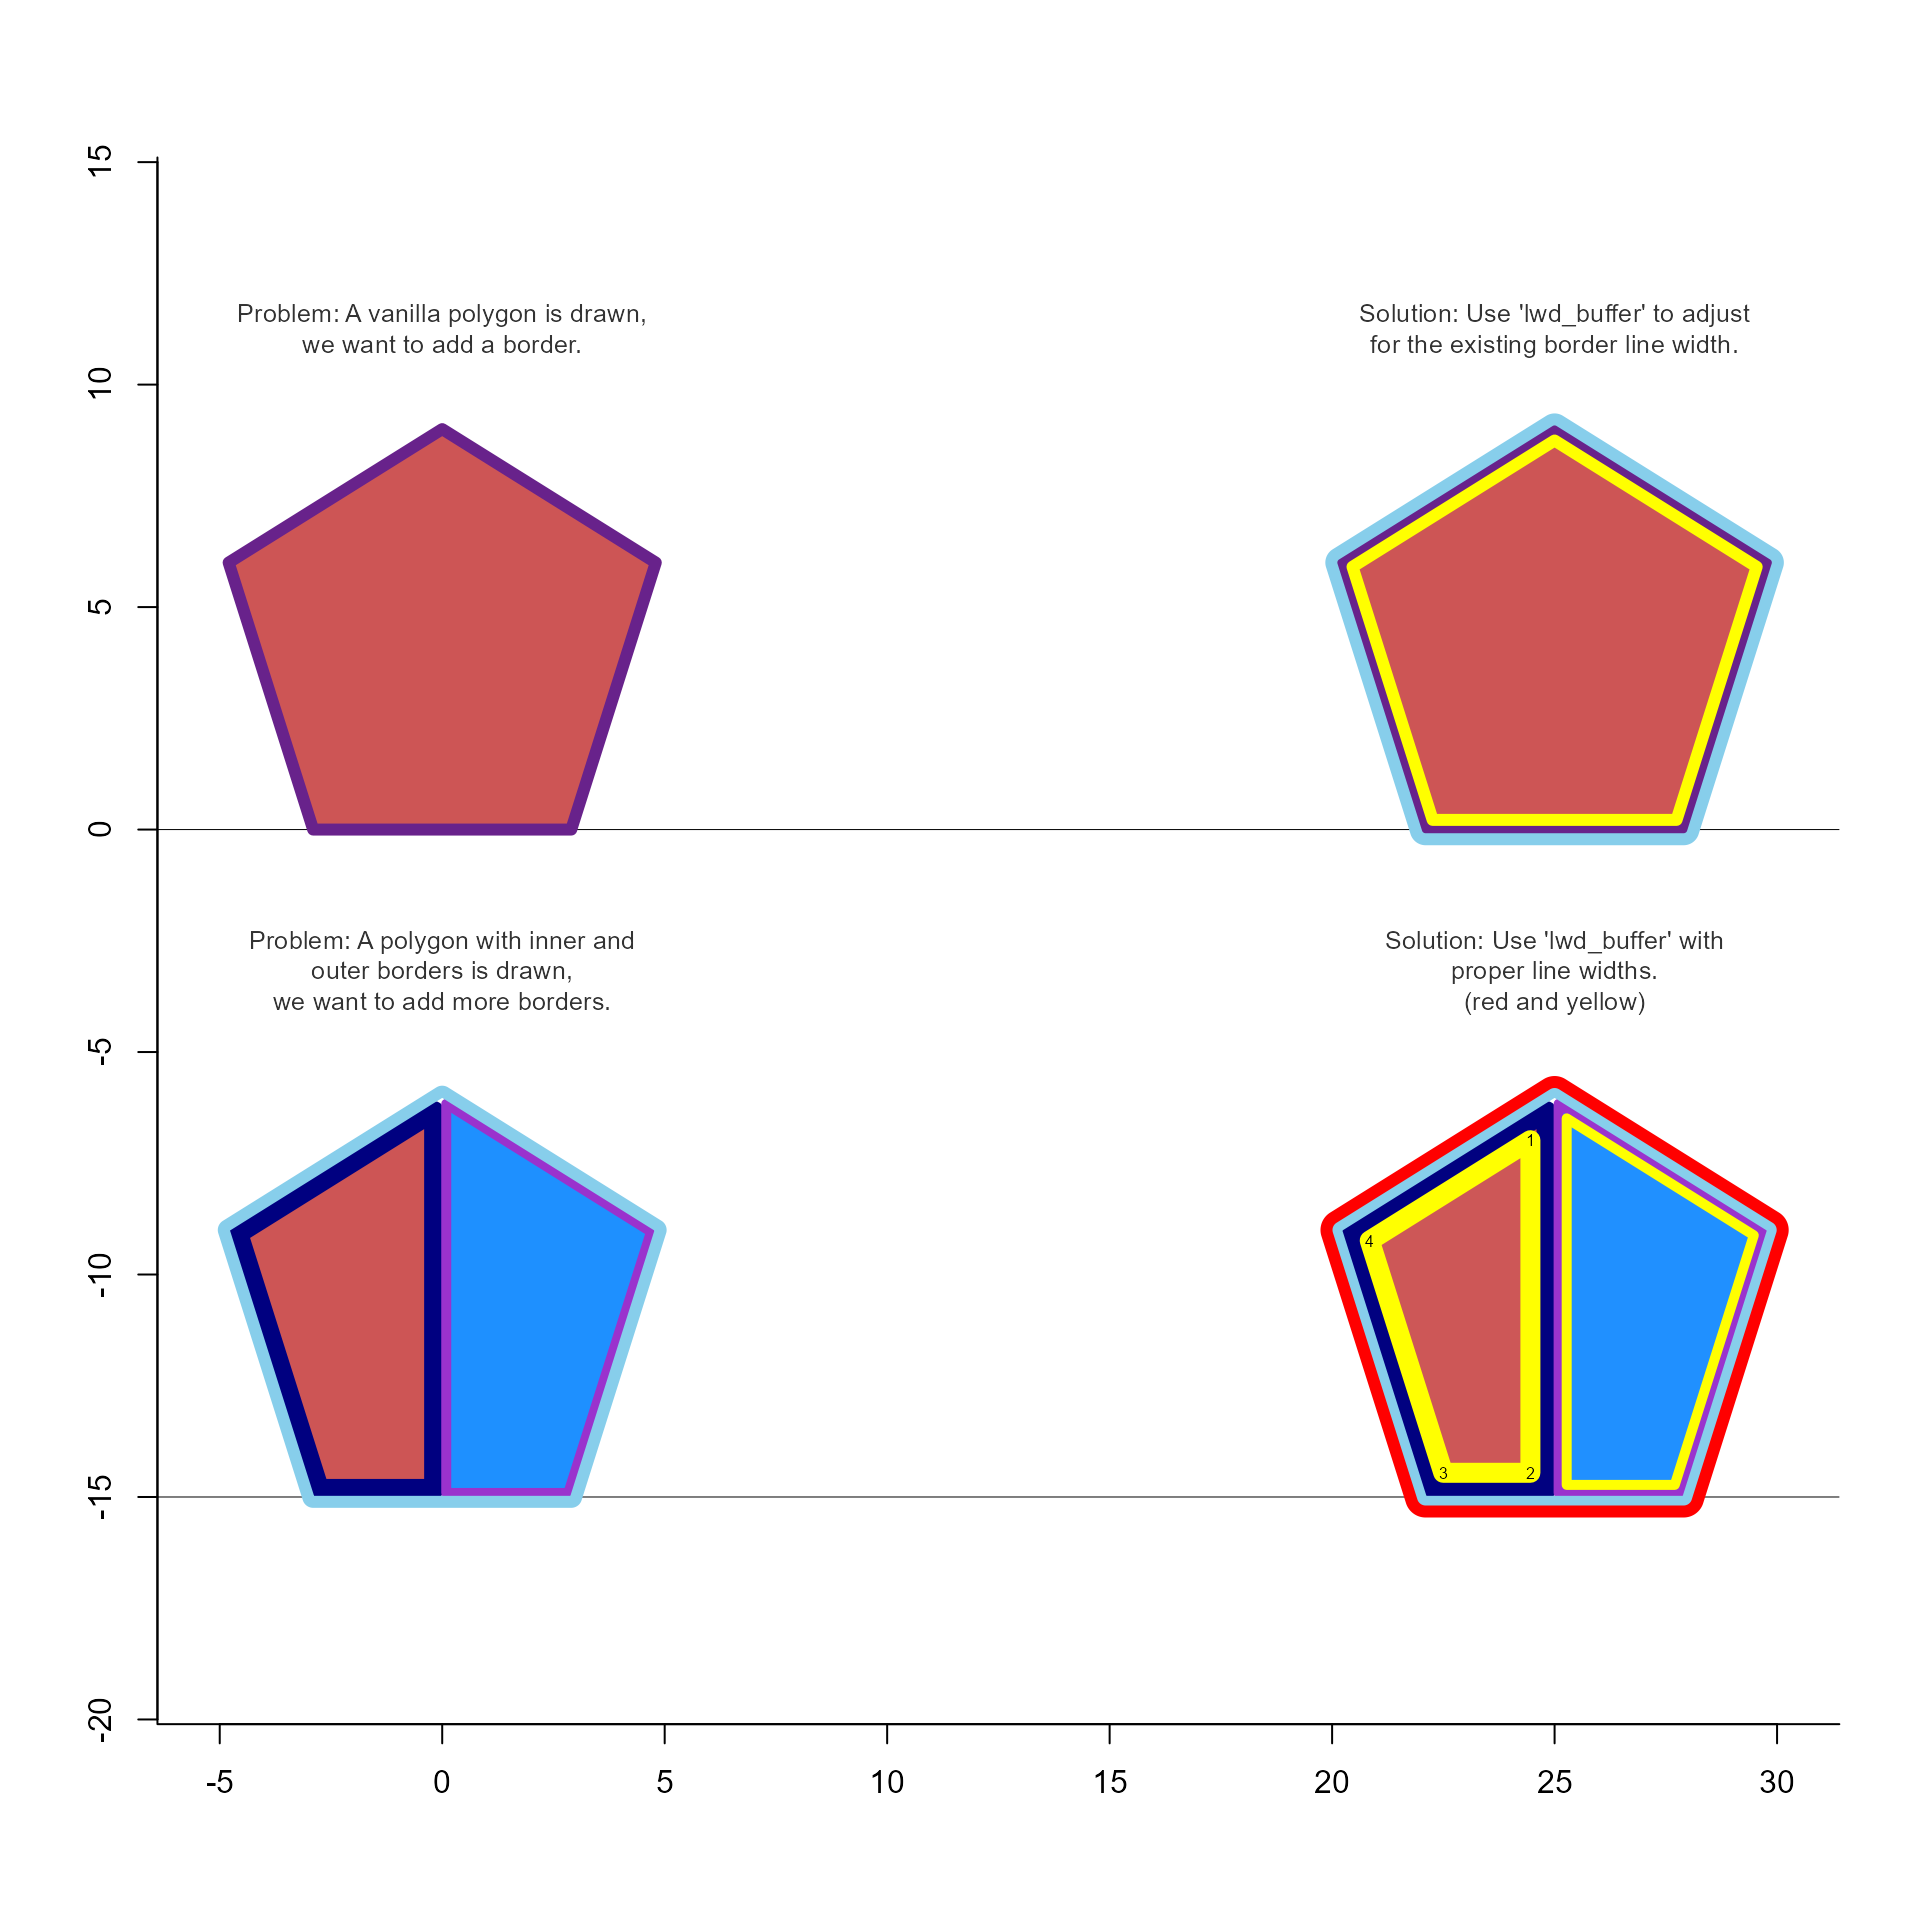 15
Problem: A vanilla polygon is drawn,
we want to add a border.
Solution: Use 'lwd_buffer' to adjust
for the existing border line width.
10
5
0
Problem: A polygon with inner and
outer borders is drawn,
we want to add more borders.
Solution: Use 'lwd_buffer' with
proper line widths.
(red and yellow)
-5
1
4
-10
3
2
-15
-20
-5 0 5 10 15 20 25 30